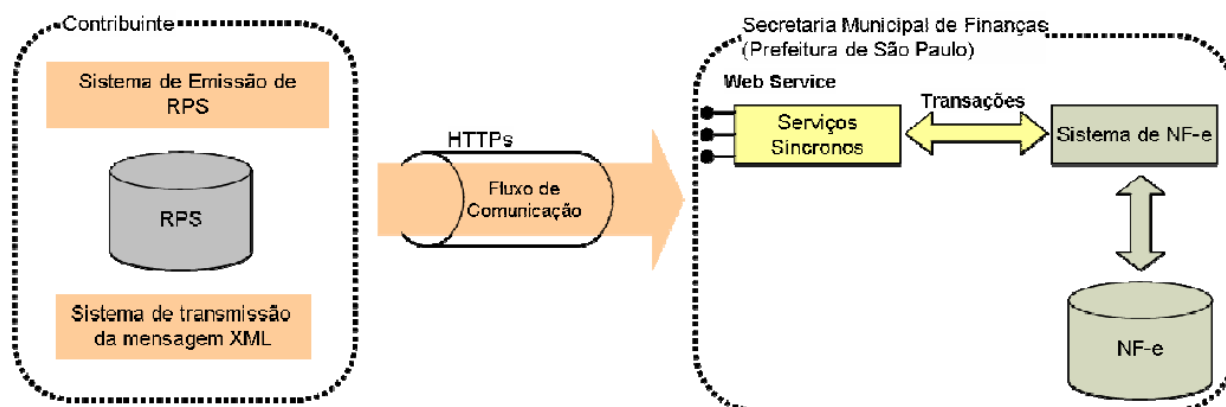 Contribuinte
Sistema de Emissão de
RPS
RPS
Sistema de transmissão
da mensagem XML
HTTPs
Fluxo de
Comunicação
Secretaria Municipal de Finanças
(Prefeitura de São Paulo)
Web Service
Serviços
Síncronos
Transações
Sistema de NF-e
NF-e